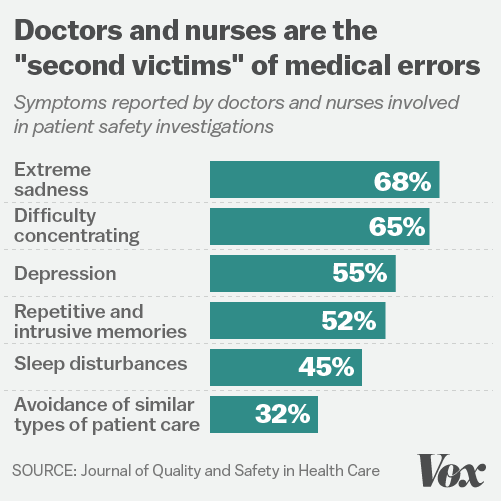 Doctors and nurses are the
"second victims" of medical errors
Symptoms reported by doctors and nurses involved
in patient safety investigations
Extreme
sadness
68%
Difficulty
concentrating
65%
Depression
55%
Repetitive and
intrusive memories
52%
Sleep disturbances
45%
Avoidance of similar
types of patient care
32%
SOURCE: Journal of Quality and Safety in Health Care
Vox